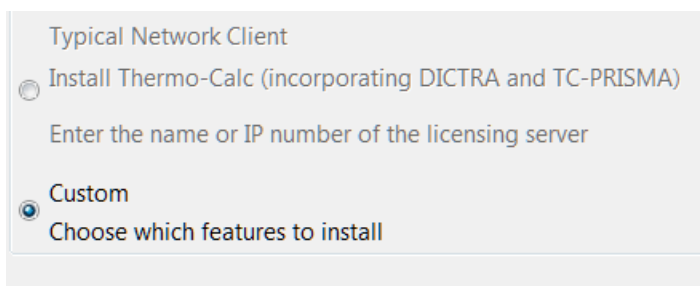 Typical Network Client
Install Thermo-Calc (incorporating DICTRA and TC-PRISMA)
Enter the name or IP number of the licensing server
Custom
Choose which features to install